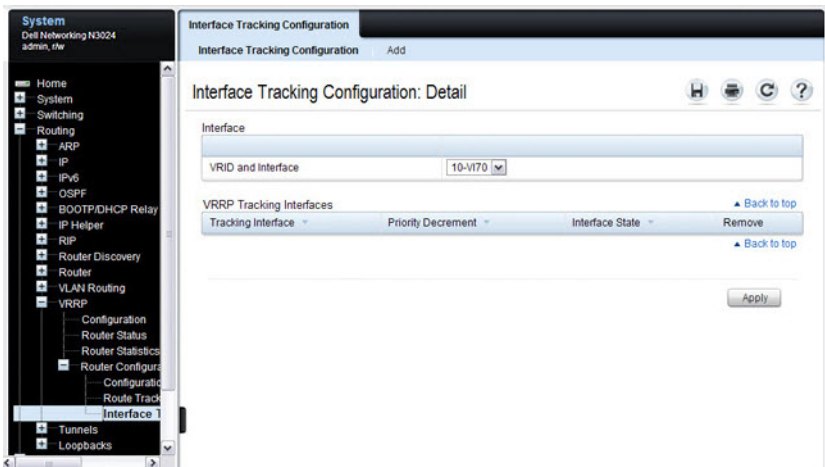 System
Dell Networking N3024
admin, r/w
Home
System
Switching
Routing
ARP
IP
IPv6
OSPF
BOOTP/DHCP Relay
IP Helper
RIP
Router Discovery
Router
VLAN Routing
VRRP
Configuration
Router Status
Router Statistics
Router Configura
Configuratio
Route Track
Interface T
Tunnels
Loopbacks
Interface Tracking Configuration
Interface Tracking Configuration Add
Interface Tracking Configuration: Detail
Interface
VRID and Interface 10-Vl70
VRRP Tracking Interfaces Back to top
Tracking Interface Priority Decrement Interface State Remove
Back to top
Apply